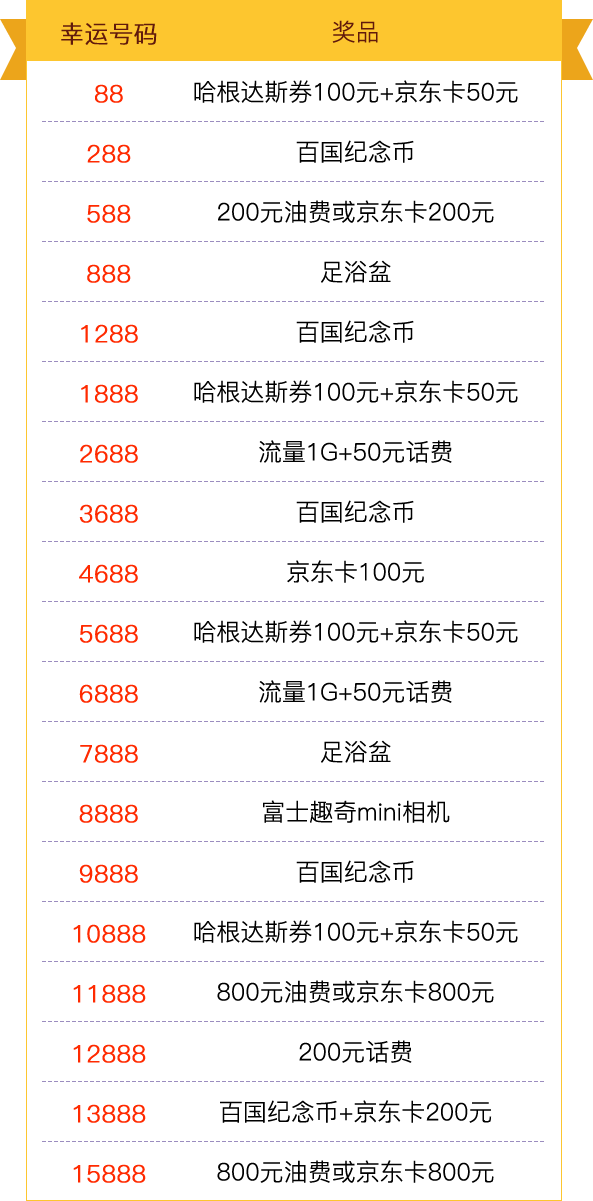 幸运号码 奖品
88 哈根达斯券100元+京东卡50元
288 百国纪念币
588 200元油费或京东卡200元
888 足浴盆
1288 百国纪念币
1888 哈根达斯券100元+京东卡50元
2688 流量1G+50元话费
3688 百国纪念币
4688 京东卡100元
5688 哈根达斯券100元+京东卡50元
6888 流量1G+50元话费
7888 足浴盆
8888 富士趣奇mini相机
9888 百国纪念币
10888 哈根达斯券100元+京东卡50元
11888 800元油费或京东卡800元
12888 200元话费
13888 百国纪念币+京东卡200元
15888 800元油费或京东卡800元